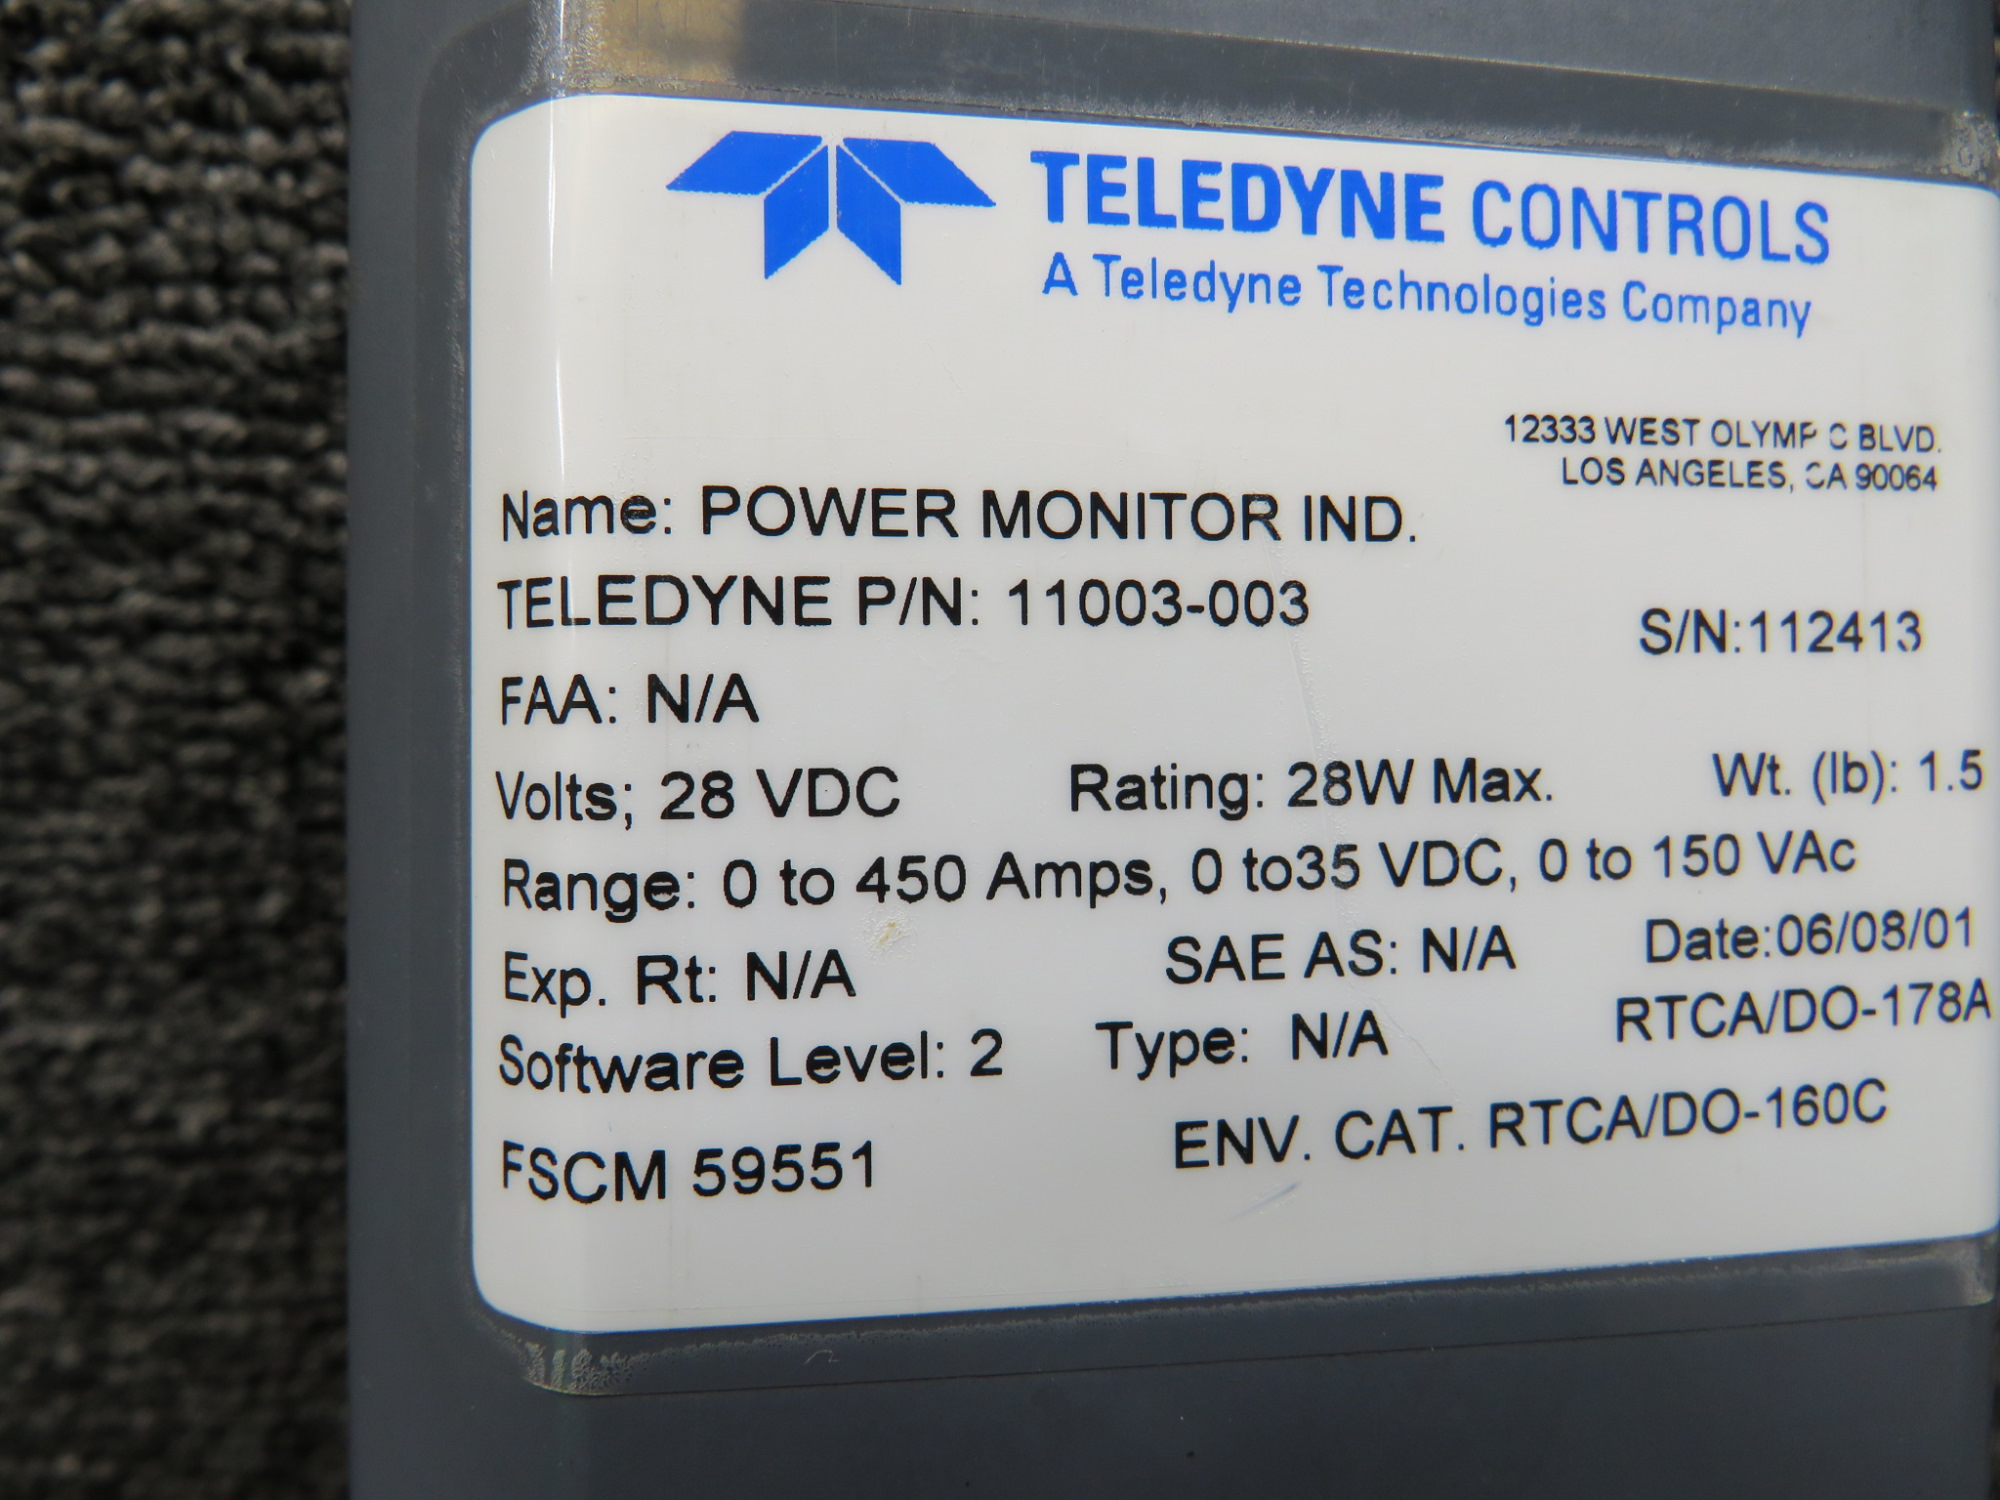 TELEDYNE CONTROLS
A Teledyne Technologies Company
12333 WEST OLYMP C BLVD.
LOS ANGELES, CA 90064
Name: POWER MONITOR IND.
TELEDYNE P/N: 11003-003 S/N:112413
FAA: N/A
Volts; 28 VDC Rating: 28W Max. Wt. (lb): 1.5
Range: 0 to 450 Amps, 0 to35 VDC, 0 to 150 VAc
Exp. Rt: N/A SAE AS: N/A Date:06/08/01
Software Level: 2 Type: N/A RTCA/DO-178A
FSCM 59551 ENV. CAT. RTCA/DO-160C